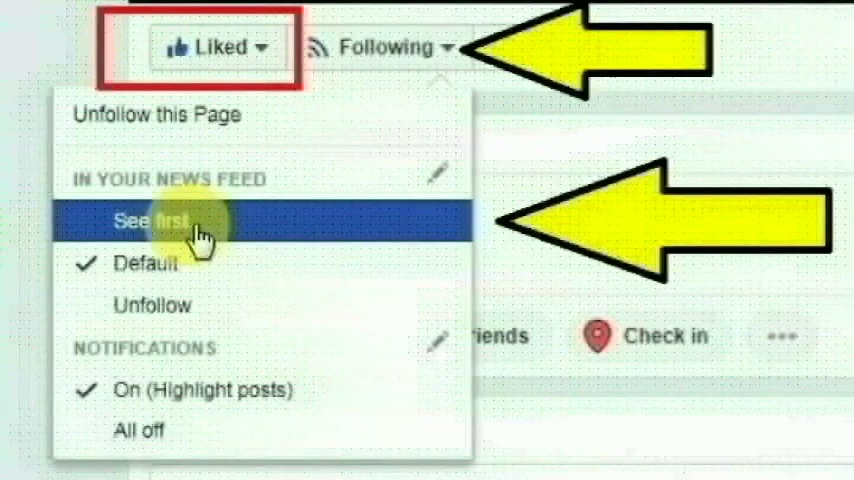 Liked
Following
Unfollow this Page
IN YOUR NEWS FEED
See first
Default
Unfollow
NOTIFICATIONS
riends
Check in
On (Highlight posts)
All off